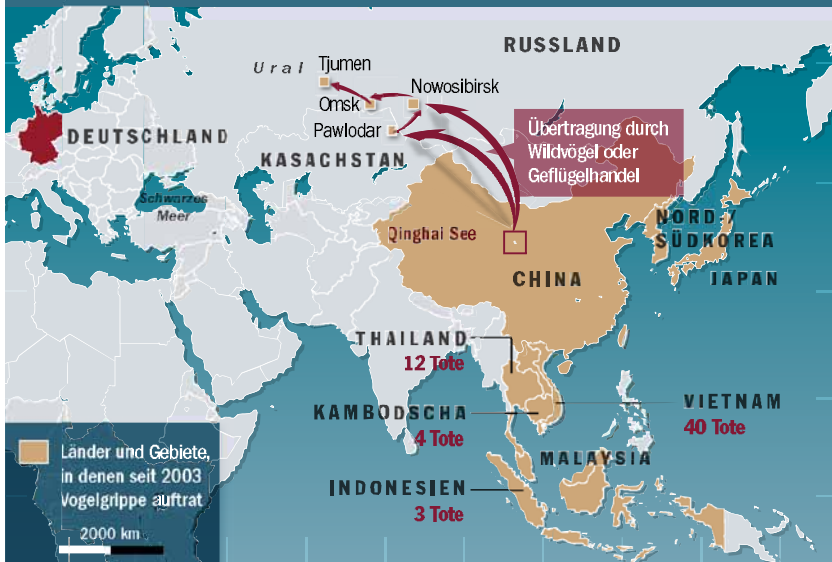 RUSSLAND
Ural
Tjumen
Omsk
Nowosibirsk
Pawlodar
DEUTSCHLAND
KASACHSTAN
Übertragung durch
Wildvögel oder
Geflügelhandel
Schwarzes
Meer
Qinghai See
CHINA
NORD-/
SÜDKOREA
JAPAN
THAILAND
12 Tote
KAMBODSCHA
4 Tote
VIETNAM
40 Tote
MALAYSIA
INDONESIEN
3 Tote
Länder und Gebiete,
in denen seit 2003
Vogelgrippe auftrat
2000 km